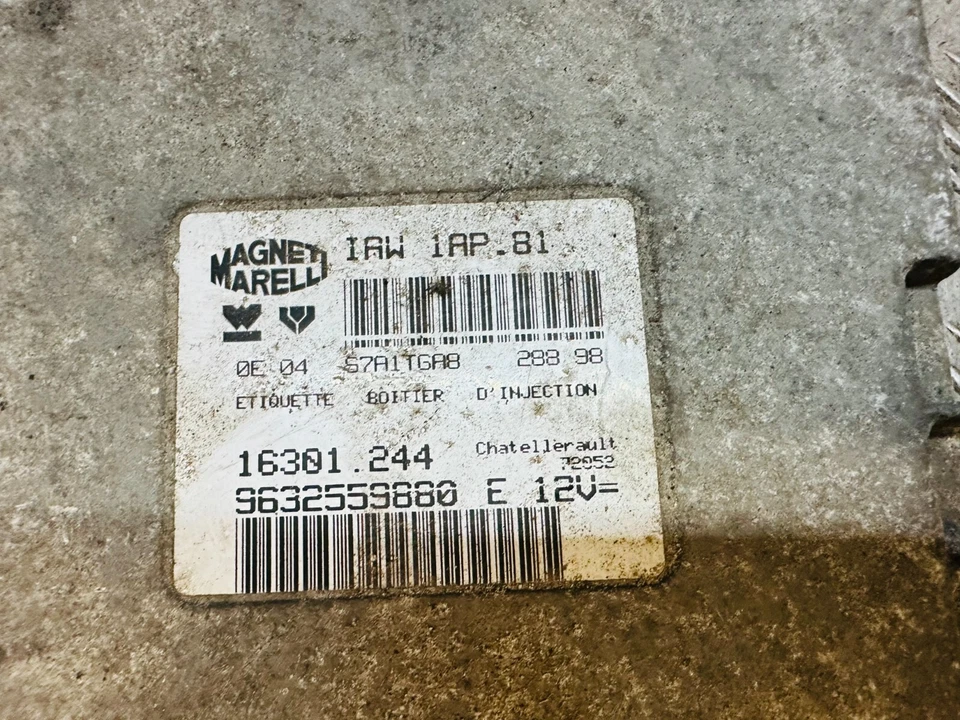 MAGNETI
MARELLI
IAW 1AP.81
0E 04 S7A1TGA8 288 98
ETIQUETTE BOITIER D'INJECTION
16301.244 Chatellerault
72052
9632559880 E 12V=